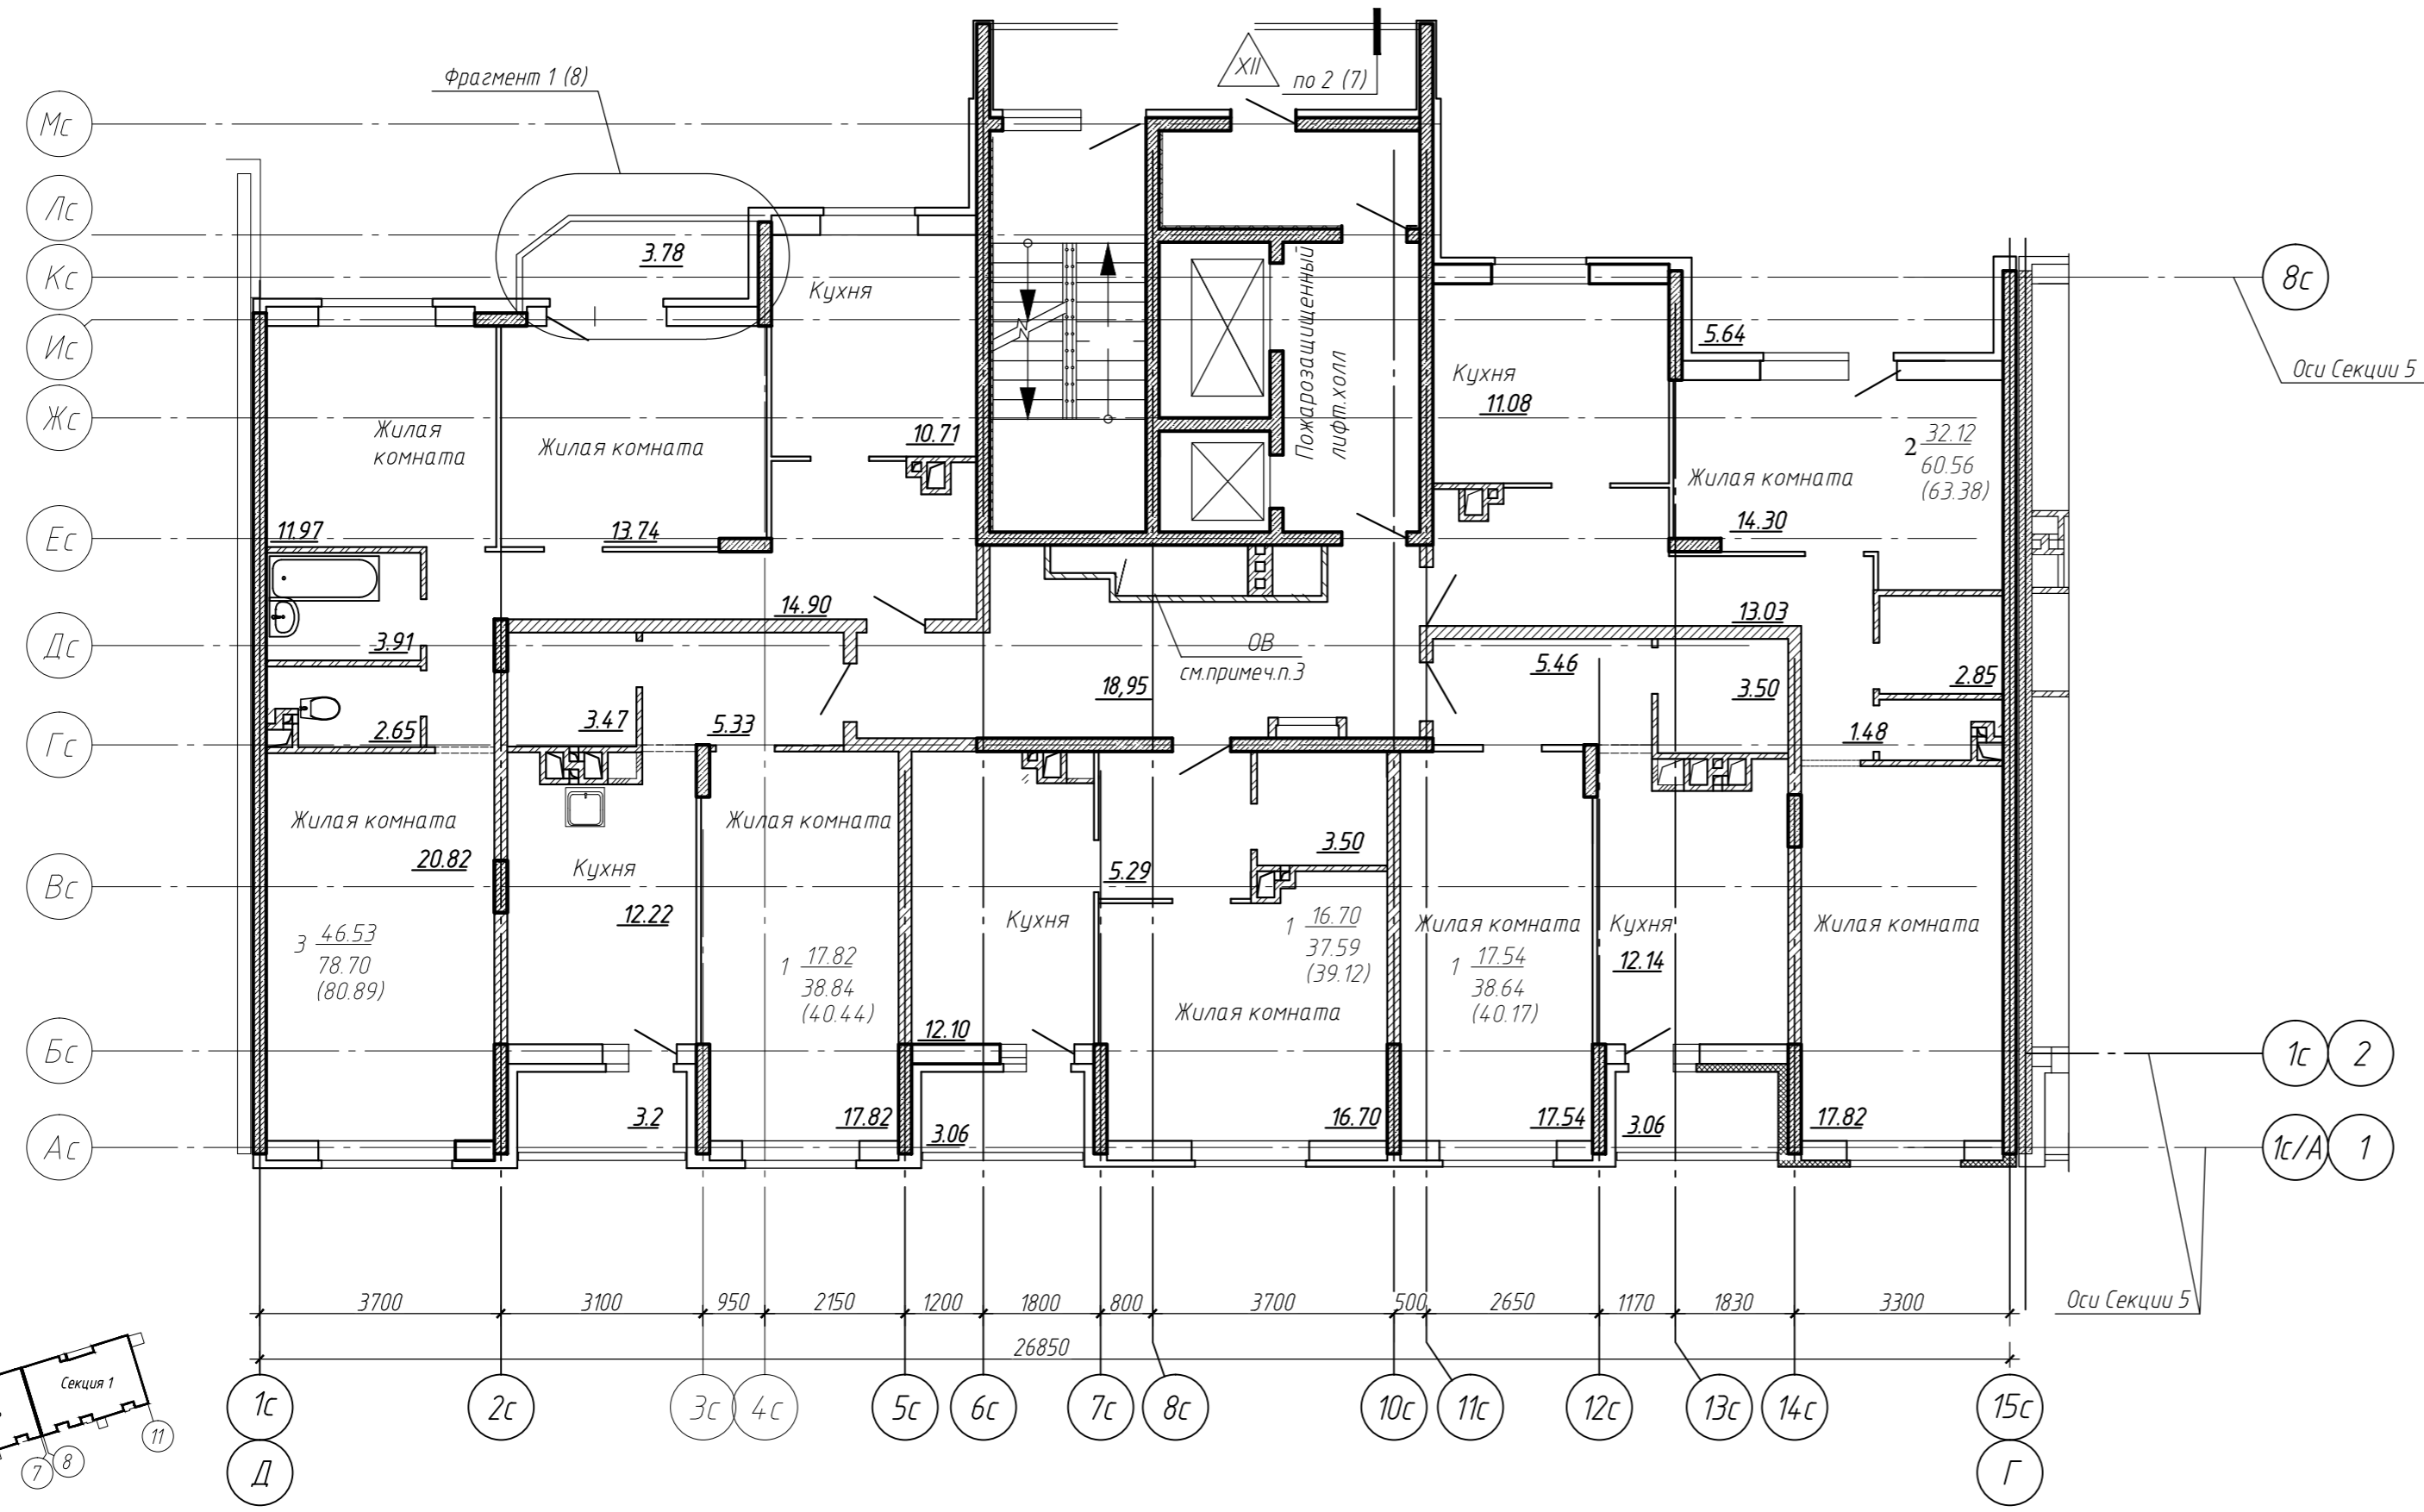 Фрагмент 1 (8)
XII
по 2 (7)
Мс
Лс
Кс
Ис
Жс
Ес
Дс
Гс
Вс
Бс
Ас
8с
Оси Секции 5
1с
2
1с/А
1
Оси Секции 5
3.78
Кухня
10.71
Жилая
комната
11.97
Жилая комната
13.74
14.90
3.91
2.65
3.47
5.33
Пожарозащищенный
лифт.холл
Кухня
11.08
5.64
Жилая комната
14.30
2
32.12
60.56
(63.38)
13.03
2.85
1.48
5.46
3.50
ОВ
см.примеч.п.3
18,95
Жилая комната
20.82
3
46.53
78.70
(80.89)
Кухня
12.22
3.2
Жилая комната
1
17.82
38.84
(40.44)
17.82
Кухня
12.10
3.06
5.29
3.50
1
16.70
37.59
(39.12)
Жилая комната
16.70
Жилая комната
1
17.54
38.64
(40.17)
17.54
Кухня
12.14
3.06
Жилая комната
17.82
3700
3100
950
2150
1200
1800
800
3700
500
2650
1170
1830
3300
26850
1с
2с
3с
4с
5с
6с
7с
8с
10с
11с
12с
13с
14с
15с
Д
Г
Секция 1
7
8
11